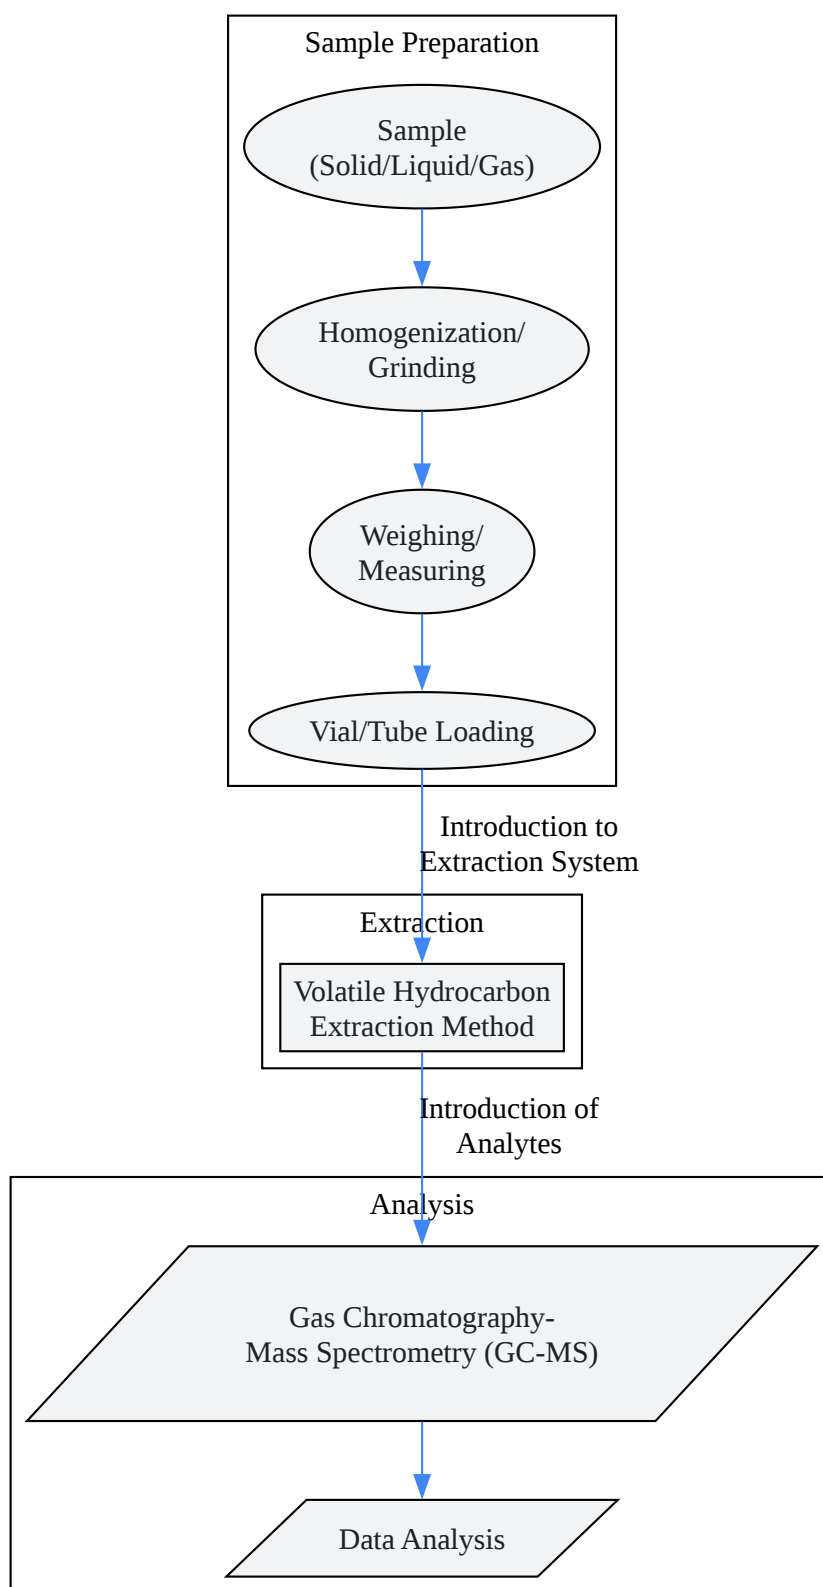 Sample Preparation
Sample
(Solid/Liquid/Gas)
Homogenization/
Grinding
Weighing/
Measuring
Vial/Tube Loading
Introduction to
Extraction System
Extraction
Volatile Hydrocarbon
Extraction Method
Introduction of
Analytes
Analysis
Gas Chromatography-
Mass Spectrometry (GC-MS)
Data Analysis